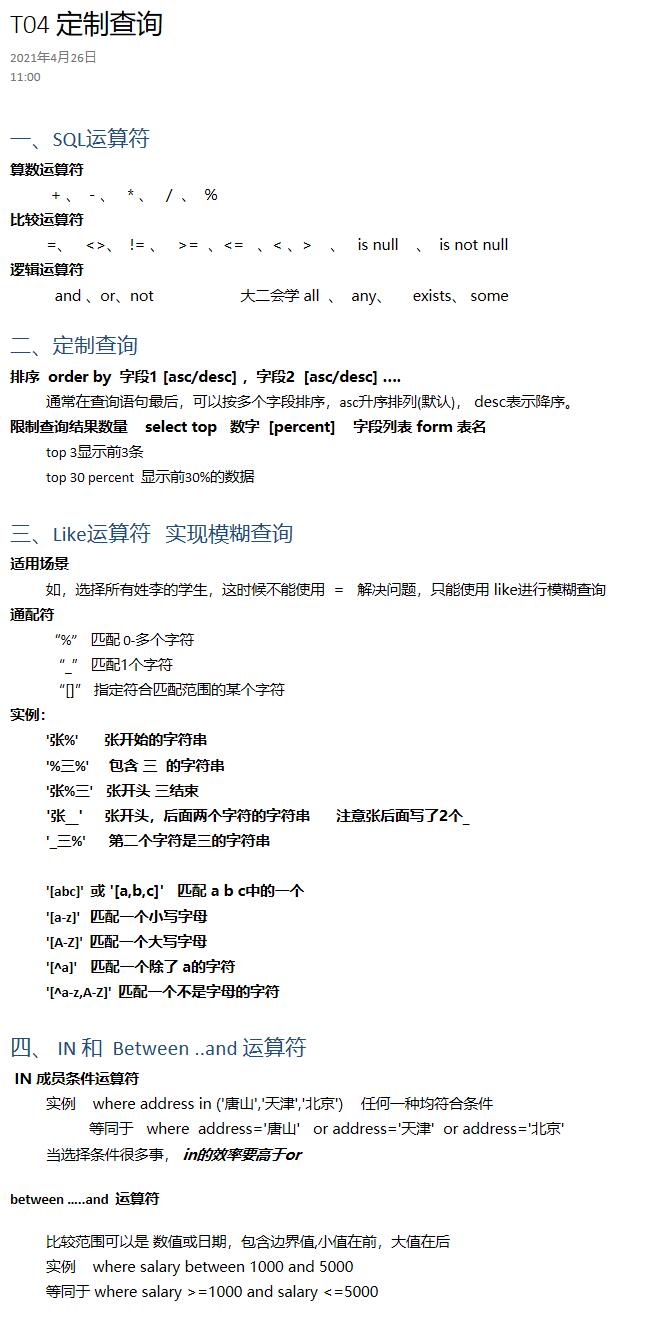 T04 定制查询
2021年4月26日
11:00
一、SQL运算符
算数运算符
+ 、 - 、 * 、 / 、 %
比较运算符
=、 <>、 != 、 >= 、<= 、< 、> 、 is null 、 is not null
逻辑运算符
and 、or、not 大二会学 all 、 any、 exists、 some
二、定制查询
排序 order by 字段1 [asc/desc] ，字段2 [asc/desc] ....
通常在查询语句最后，可以按多个字段排序，asc升序排列(默认)， desc表示降序。
限制查询结果数量 select top 数字 [percent] 字段列表 form 表名
top 3显示前3条
top 30 percent 显示前30%的数据
三、Like运算符 实现模糊查询
适用场景
如，选择所有姓李的学生，这时候不能使用 = 解决问题，只能使用 like进行模糊查询
通配符
“%” 匹配 0-多个字符
“_” 匹配1个字符
“[]” 指定符合匹配范围的某个字符
实例：
'张%' 张开始的字符串
'%三%' 包含 三 的字符串
'张%三' 张开头 三结束
'张__' 张开头，后面两个字符的字符串 注意张后面写了2个_
'_三%' 第二个字符是三的字符串
'[abc]' 或 '[a,b,c]' 匹配 a b c中的一个
'[a-z]' 匹配一个小写字母
'[A-Z]' 匹配一个大写字母
'[^a]' 匹配一个除了 a的字符
'[^a-z,A-Z]' 匹配一个不是字母的字符
四、 IN 和 Between ..and 运算符
IN 成员条件运算符
实例 where address in ('唐山','天津','北京') 任何一种均符合条件
等同于 where address='唐山' or address='天津' or address='北京'
当选择条件很多事， in的效率要高于or
between .....and 运算符
比较范围可以是 数值或日期，包含边界值,小值在前，大值在后
实例 where salary between 1000 and 5000
等同于 where salary >=1000 and salary <=5000